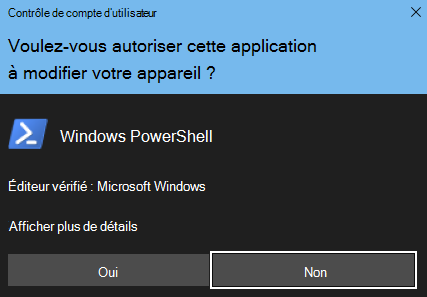 Contrôle de compte d'utilisateur
Voulez-vous autoriser cette application
à modifier votre appareil ?
Windows PowerShell
Éditeur vérifié : Microsoft Windows
Afficher plus de détails
Oui
Non